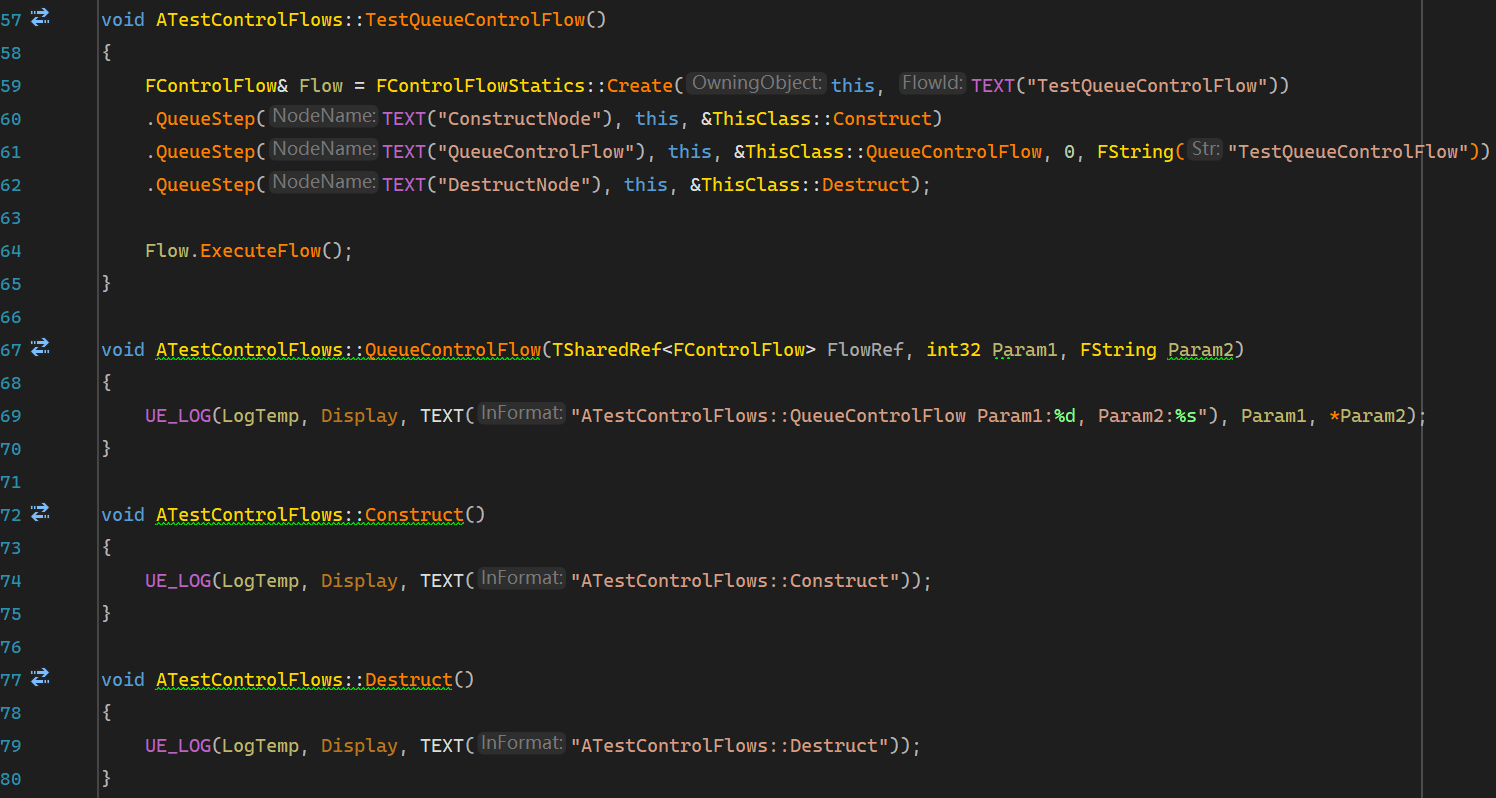 57 void ATestControlFlows::TestQueueControlFlow()
58 {
59 FControlFlow& Flow = FControlFlowStatics::Create(OwningObject: this, FlowId: TEXT("TestQueueControlFlow"))
60 .QueueStep(NodeName: TEXT("ConstructNode"), this, &ThisClass::Construct)
61 .QueueStep(NodeName: TEXT("QueueControlFlow"), this, &ThisClass::QueueControlFlow, 0, FString(Str: "TestQueueControlFlow"))
62 .QueueStep(NodeName: TEXT("DestructNode"), this, &ThisClass::Destruct);
63
64 Flow.ExecuteFlow();
65 }
66
67 void ATestControlFlows::QueueControlFlow(TSharedRef<FControlFlow> FlowRef, int32 Param1, FString Param2)
68 {
69 UE_LOG(LogTemp, Display, TEXT(InFormat: "ATestControlFlows::QueueControlFlow Param1:%d, Param2:%s"), Param1, *Param2);
70 }
71
72 void ATestControlFlows::Construct()
73 {
74 UE_LOG(LogTemp, Display, TEXT(InFormat: "ATestControlFlows::Construct"));
75 }
76
77 void ATestControlFlows::Destruct()
78 {
79 UE_LOG(LogTemp, Display, TEXT(InFormat: "ATestControlFlows::Destruct"));
80 }